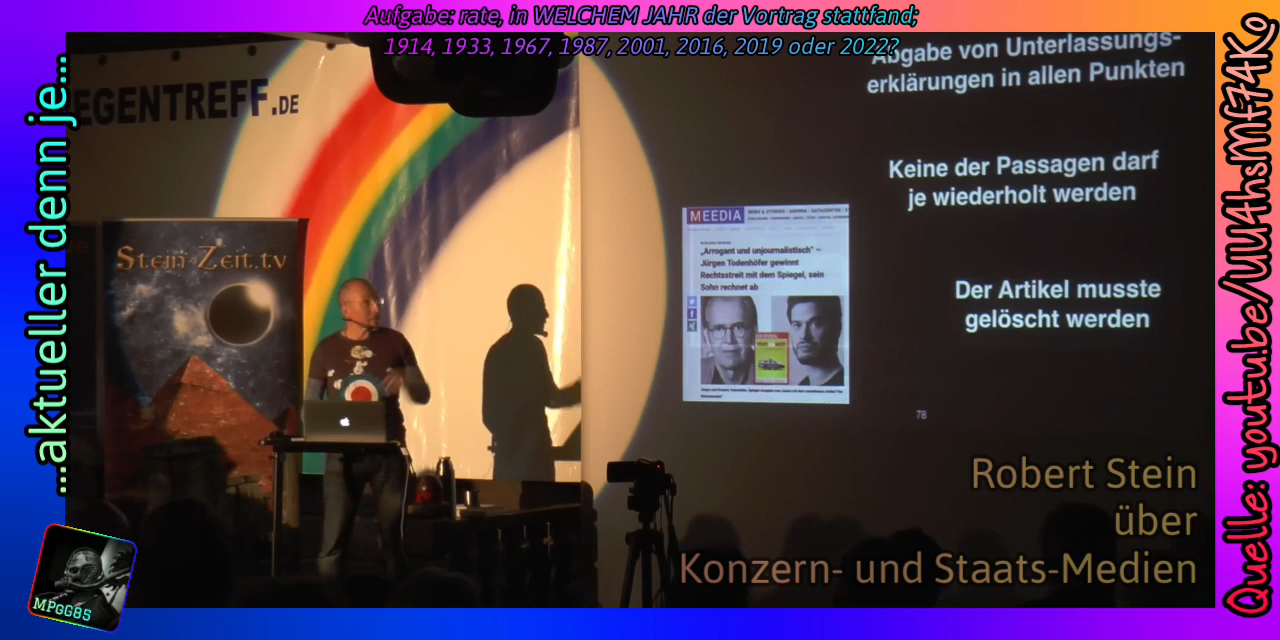 Aufgabe: rate, in WELCHEM JAHR der Vortrag stattfand;
1914, 1933, 1967, 1987, 2001, 2016, 2019 oder 2022?
...aktueller denn je...
EGENTREFF.DE
Stein-Zeit.tv
Abgabe von Unterlassungs-
erklärungen in allen Punkten
Keine der Passagen darf
je wiederholt werden
Der Artikel musste
gelöscht werden
MEEDIA
„Arrogant und unjournalistisch" –
Jürgen Todenhöfer gewinnt
Rechtsstreit mit dem Spiegel, sein
Sohn rechnet ab
78
Robert Stein
über
Konzern- und Staats-Medien
MPGG85
Quelle: youtu.be/UU4hsMf74Ko